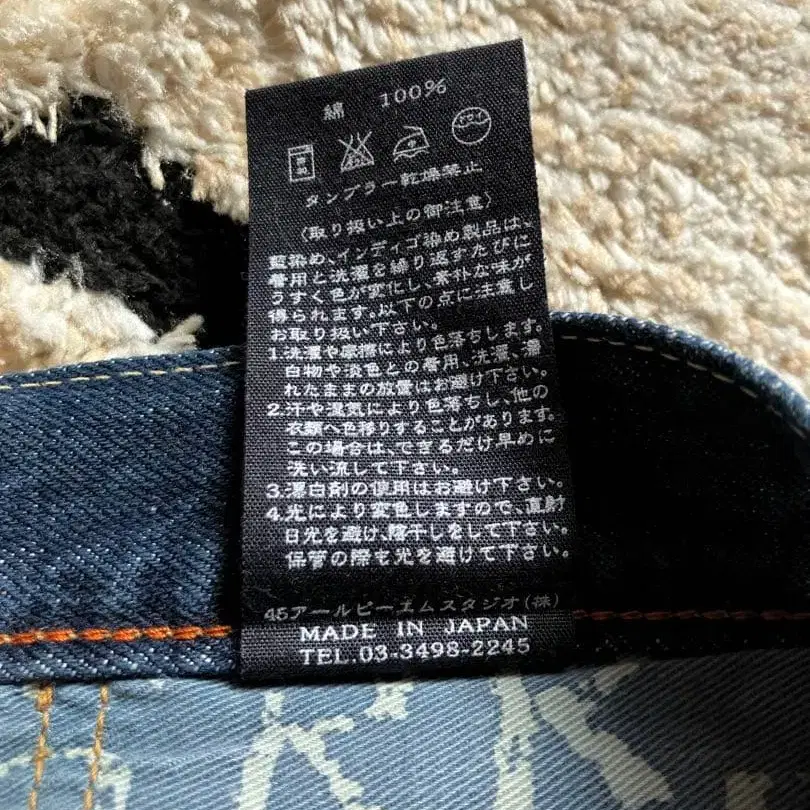 綿 100%
ドライ
タンブラー乾燥禁止
〈取り扱い上の御注意〉
藍染め、インディゴ染め製品は、
着用と洗濯を繰り返すたびに
うすく色が変化し、素朴な味が
得られます。以下の点に注意し
お取り扱い下さい。
1.洗濯や摩擦により色落ちします。
白物や淡色との着用、洗濯、濡
れたままの放置はお避け下さい。
2.汗や湿気により色落ちし、他の
衣類へ色移りすることがあります。
この場合は、できるだけ早めに
洗い流して下さい。
3.漂白剤の使用はお避け下さい。
4.光により変色しますので、直射
日光を避け、陰干しをして下さい。
保管の際も光を避けて下さい。
45アールピーエムスタジオ(株)
MADE IN JAPAN
TEL.03-3498-2245